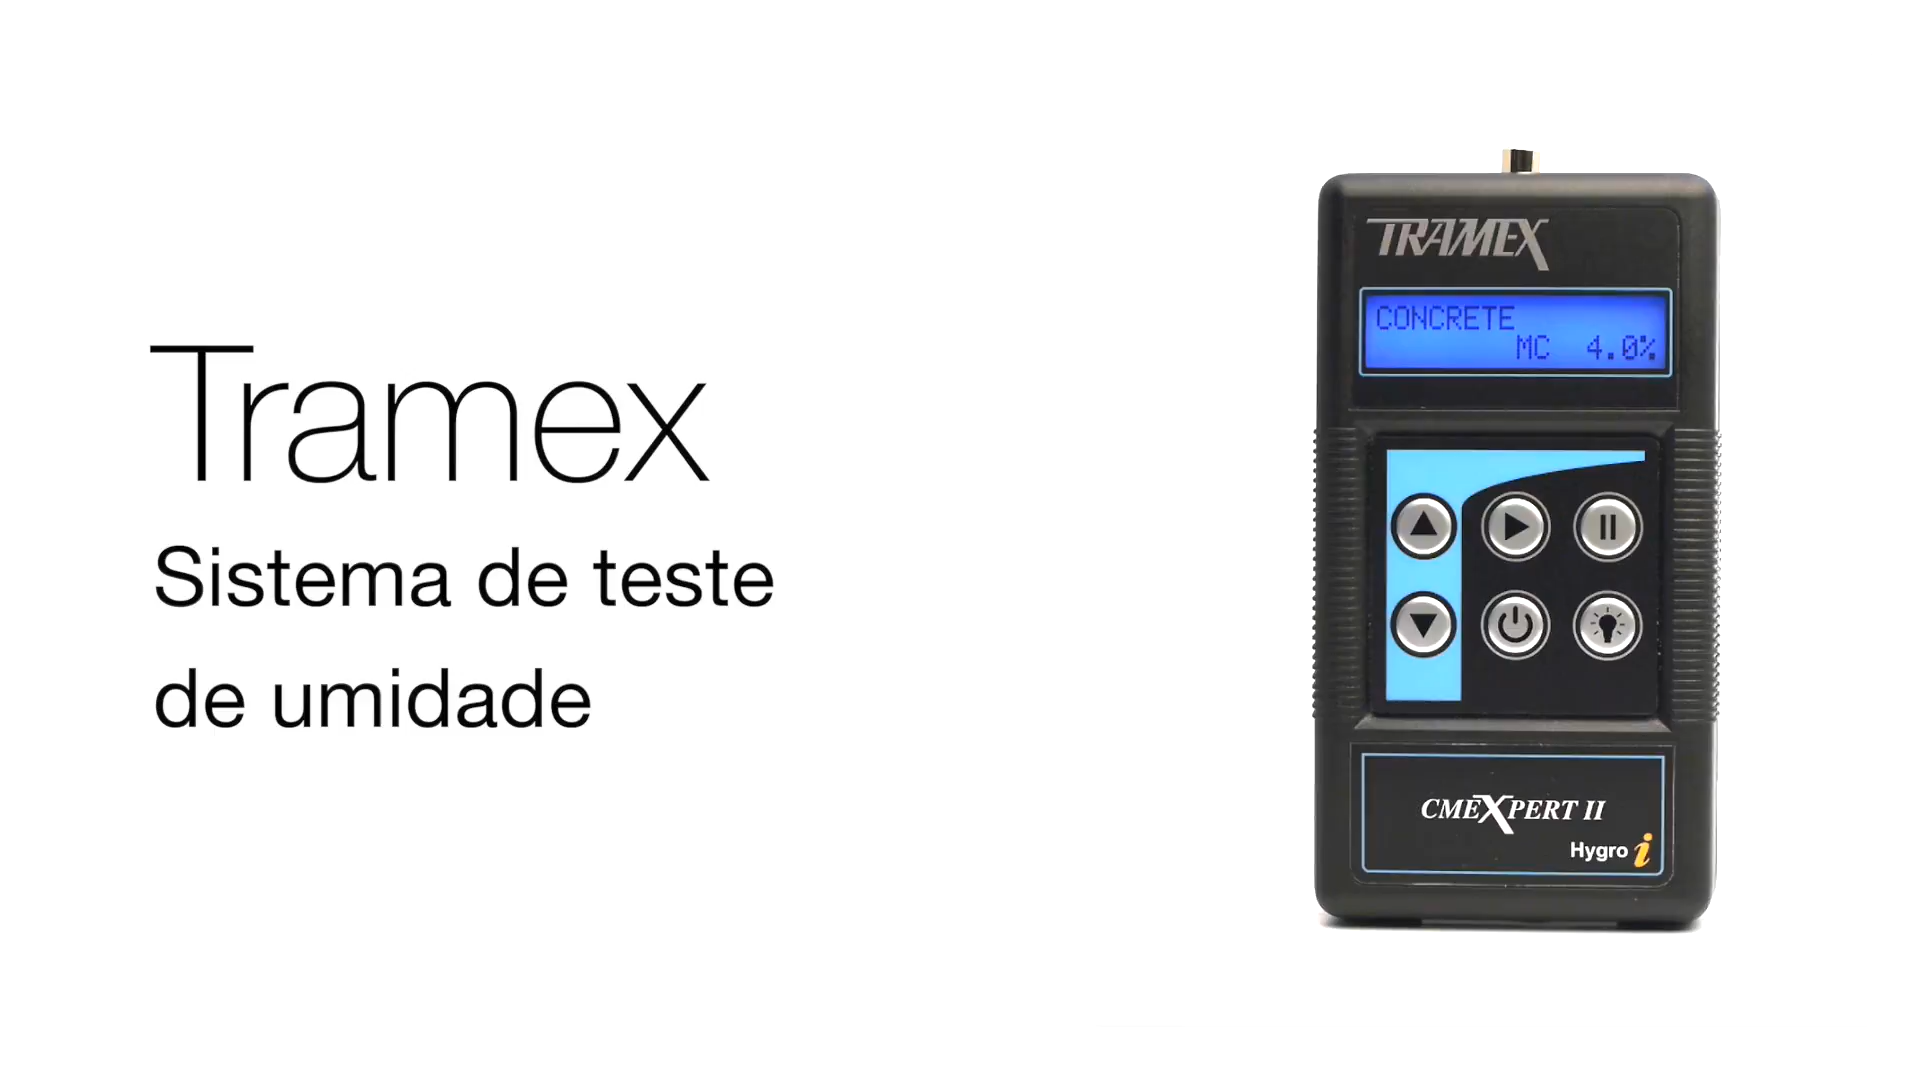 Tramex
Sistema de teste
de umidade
TRAMEX
CONCRETE
MC 4.0%
CMEXPERT II
Hygro i